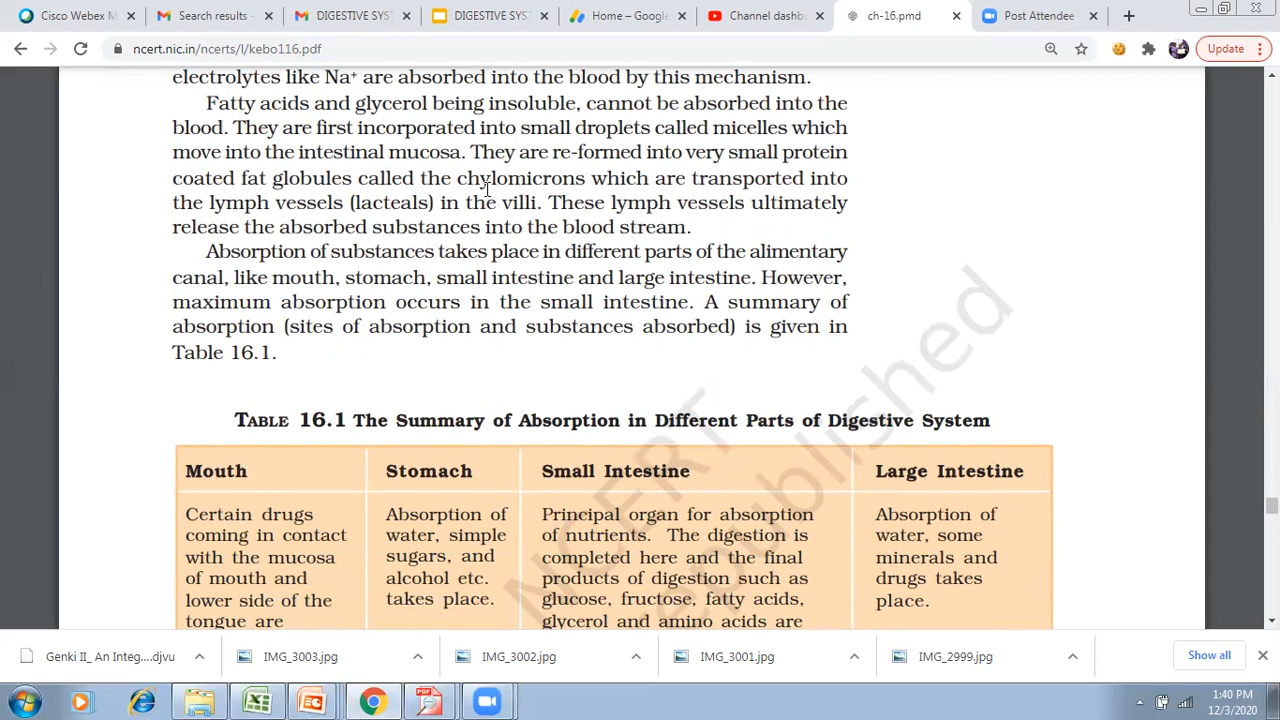 Cisco Webex M
Search results -
DIGESTIVE SYST
DIGESTIVE SYST
Home – Google
Channel dashb
ch-16.pmd
Post Attendee -
ncert.nic.in/ncerts/l/kebo116.pdf
Update
electrolytes like Na⁺ are absorbed into the blood by this mechanism.
Fatty acids and glycerol being insoluble, cannot be absorbed into the
blood. They are first incorporated into small droplets called micelles which
move into the intestinal mucosa. They are re-formed into very small protein
coated fat globules called the chylomicrons which are transported into
the lymph vessels (lacteals) in the villi. These lymph vessels ultimately
release the absorbed substances into the blood stream.
Absorption of substances takes place in different parts of the alimentary
canal, like mouth, stomach, small intestine and large intestine. However,
maximum absorption occurs in the small intestine. A summary of
absorption (sites of absorption and substances absorbed) is given in
Table 16.1.
TABLE 16.1 The Summary of Absorption in Different Parts of Digestive System
Mouth
Certain drugs
coming in contact
with the mucosa
of mouth and
lower side of the
tongue are
Stomach
Absorption of
water, simple
sugars, and
alcohol etc.
takes place.
Small Intestine
Principal organ for absorption
of nutrients. The digestion is
completed here and the final
products of digestion such as
glucose, fructose, fatty acids,
glycerol and amino acids are
Large Intestine
Absorption of
water, some
minerals and
drugs takes
place.
NCERT
republished
Genki II_ An Integ....djvu
IMG_3003.jpg
IMG_3002.jpg
IMG_3001.jpg
IMG_2999.jpg
Show all
1:40 PM
12/3/2020